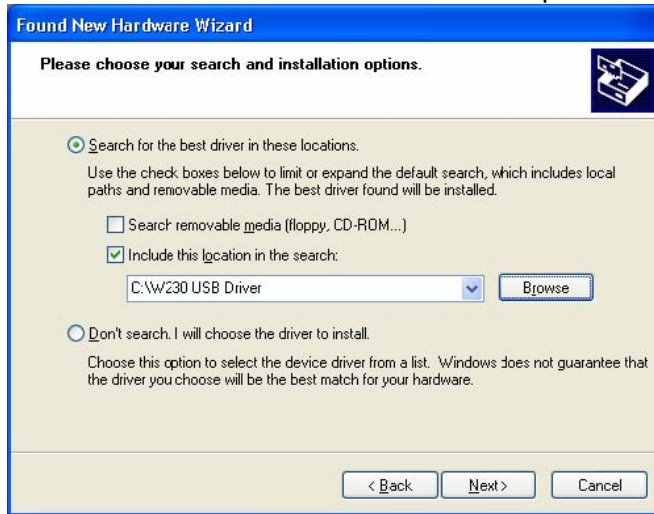 Found New Hardware Wizard
Please choose your search and installation options.
Search for the best driver in these locations.
Use the check boxes below to limit or expand the default search, which includes local
paths and removable media. The best driver found will be installed.
Search removable media (floppy, CD-ROM...)
Include this location in the search:
C:\W230 USB Driver
Browse
Don't search. I will choose the driver to install.
Choose this option to select the device driver from a list. Windows does not guarantee that
the driver you choose will be the best match for your hardware.
< Back
Next >
Cancel